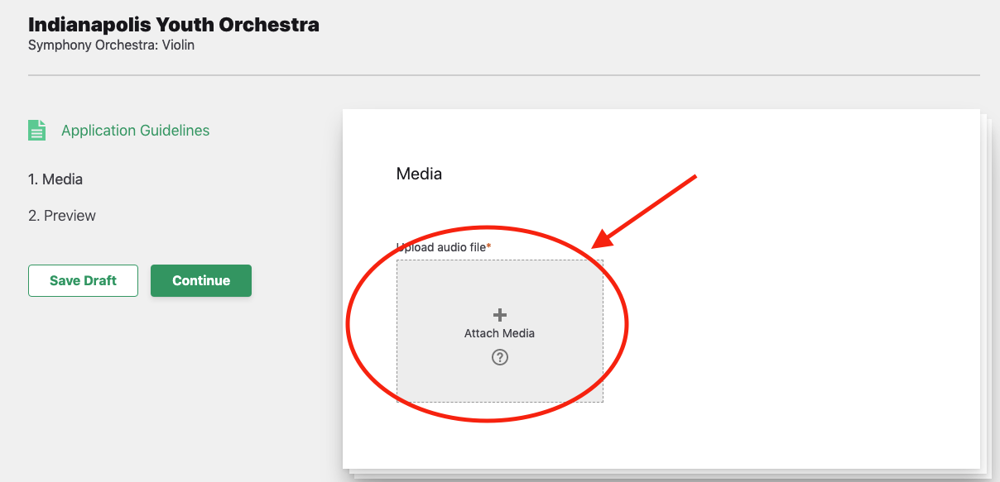 Indianapolis Youth Orchestra
Symphony Orchestra: Violin
Application Guidelines
1. Media
2. Preview
Save Draft
Continue
Media
Upload audio file*
+
Attach Media
?